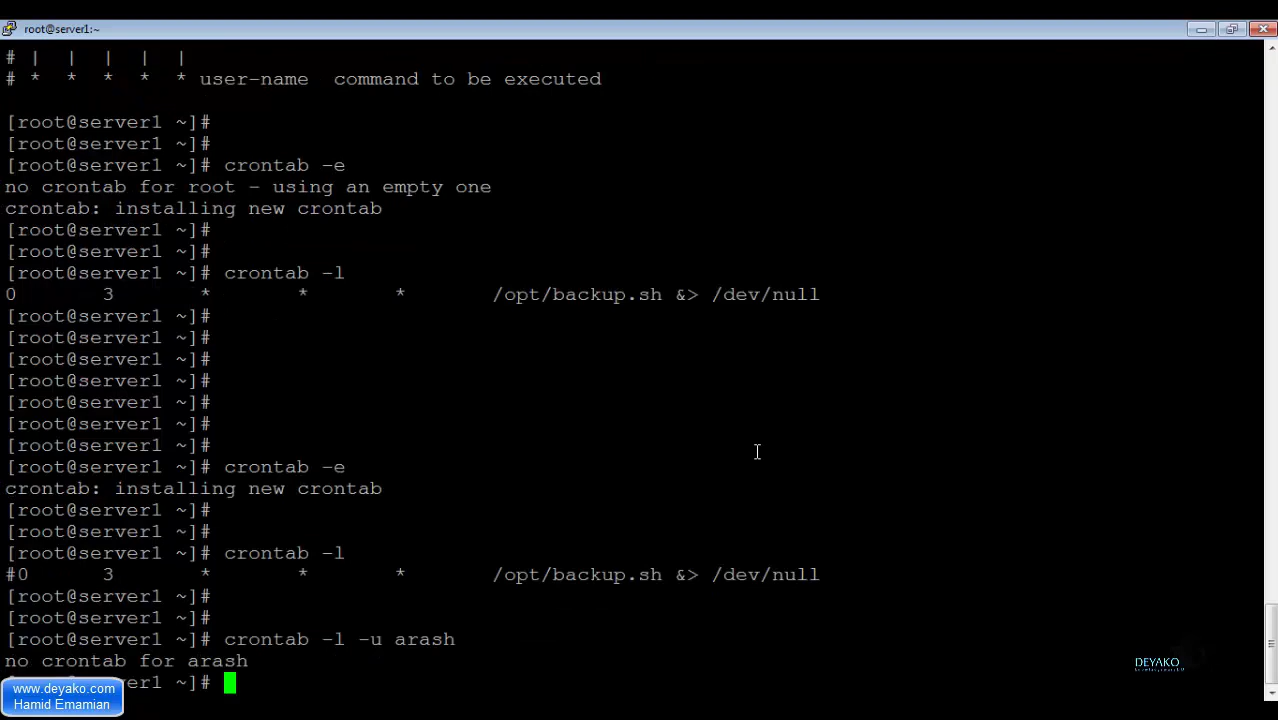 root@server1:~
# |  |  |  |  |
# *  *  *  *  * user-name  command to be executed
[root@server1 ~]#
[root@server1 ~]#
[root@server1 ~]# crontab -e
no crontab for root - using an empty one
crontab: installing new crontab
[root@server1 ~]#
[root@server1 ~]#
[root@server1 ~]# crontab -l
0       3       *       *       *       /opt/backup.sh &> /dev/null
[root@server1 ~]#
[root@server1 ~]#
[root@server1 ~]#
[root@server1 ~]#
[root@server1 ~]#
[root@server1 ~]#
[root@server1 ~]#
[root@server1 ~]# crontab -e
crontab: installing new crontab
[root@server1 ~]#
[root@server1 ~]#
[root@server1 ~]# crontab -l
#0      3       *       *       *       /opt/backup.sh &> /dev/null
[root@server1 ~]#
[root@server1 ~]#
[root@server1 ~]# crontab -l -u arash
no crontab for arash
server1 ~]#
www.deyako.com
Hamid Emamian
DEYAKO